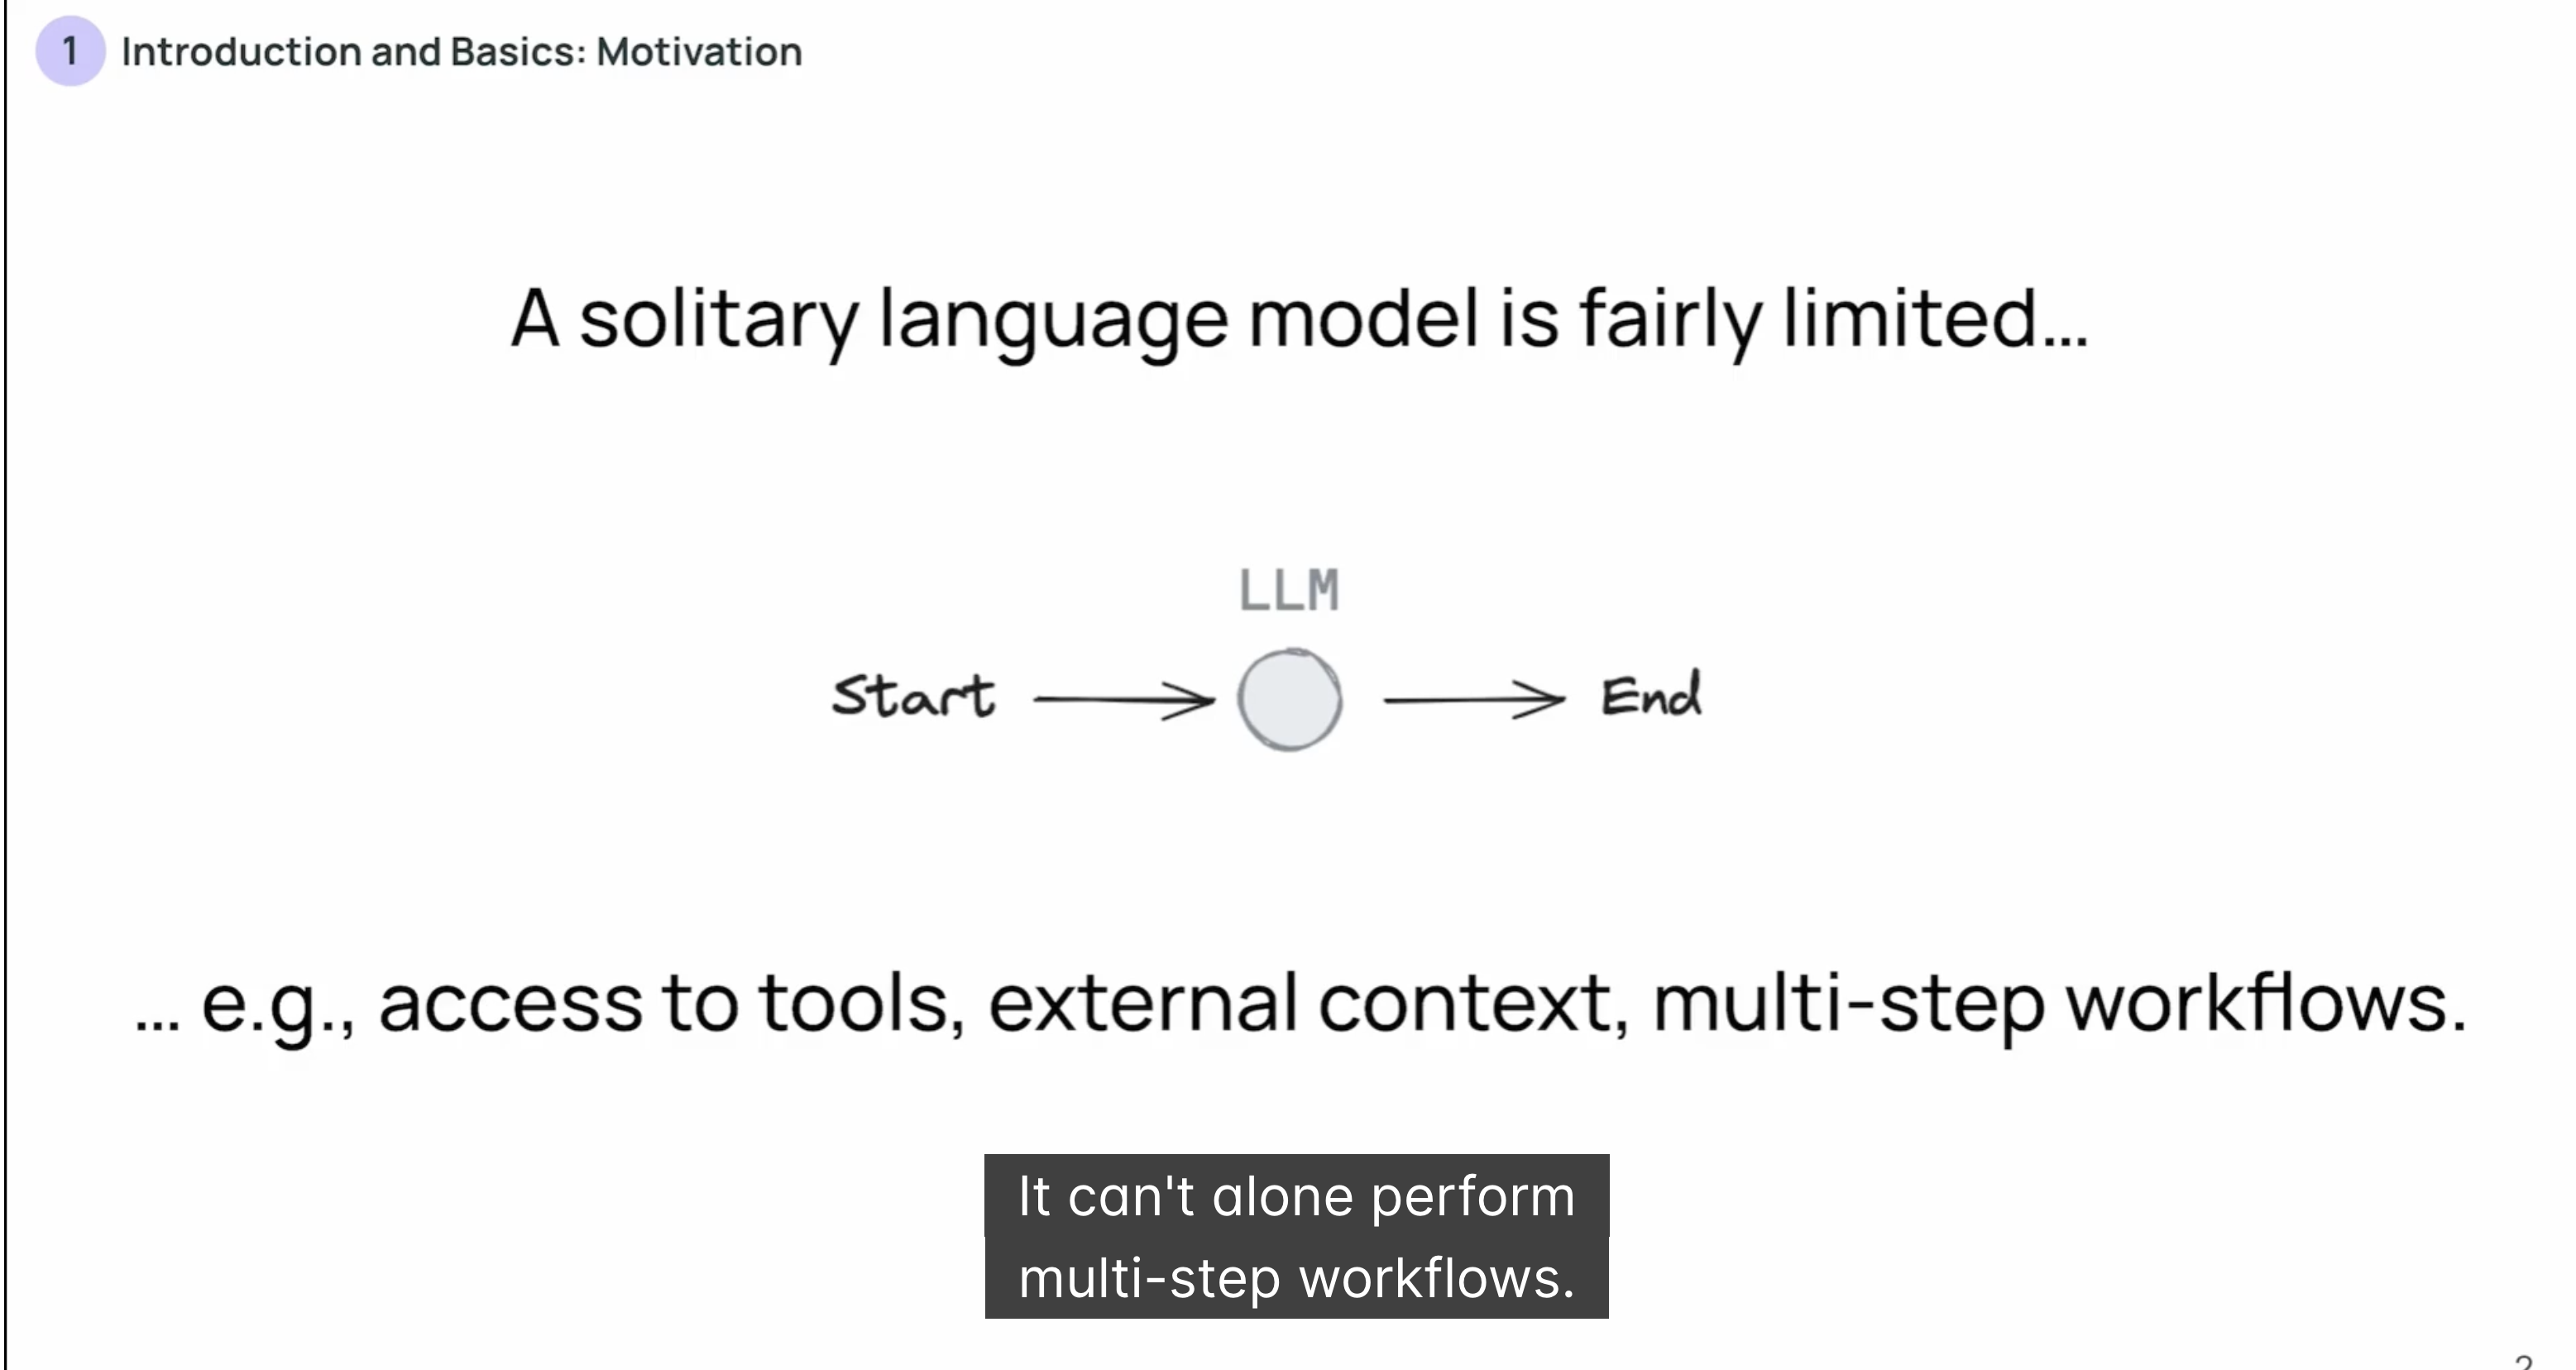 1 Introduction and Basics: Motivation
A solitary language model is fairly limited...
LLM
Start
End
... e.g., access to tools, external context, multi-step workflows.
It can't alone perform
multi-step workflows.
2